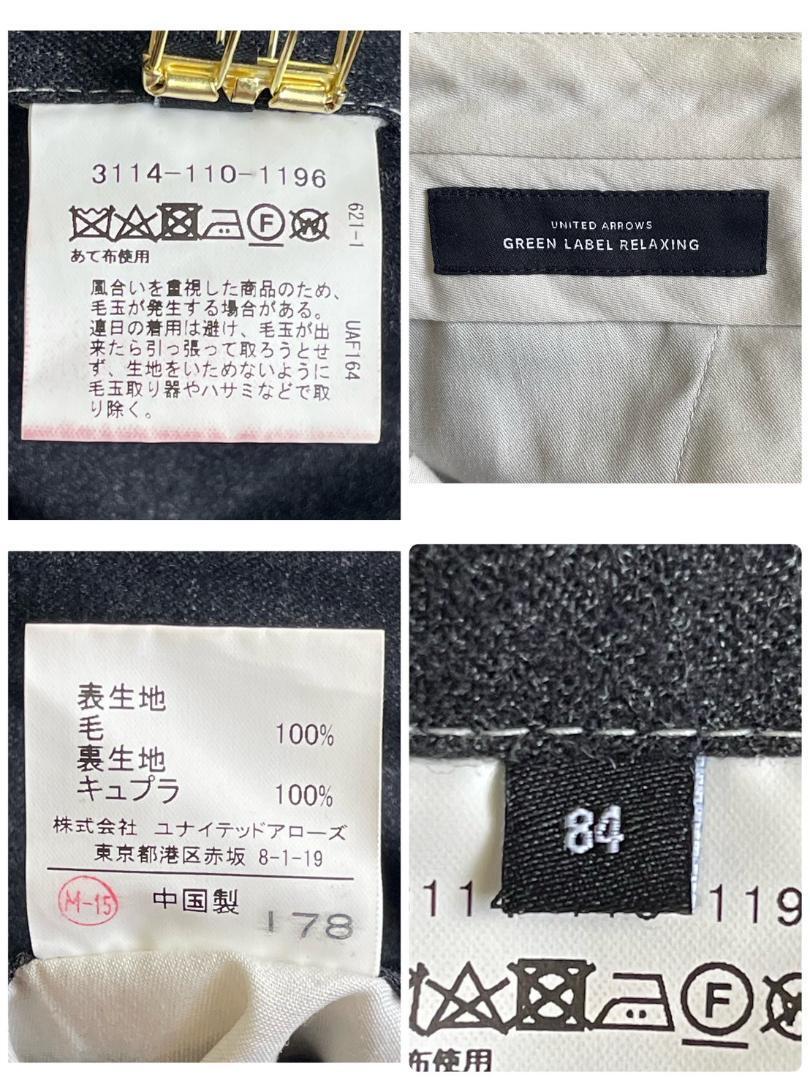 3114-110-1196
F W
あて布使用
621-1
UAF164
風合いを重視した商品のため、
毛玉が発生する場合がある。
連日の着用は避け、毛玉が出
来たら引っ張って取ろうとせ
ず、生地をいためないように
毛玉取り器やハサミなどで取
り除く。
UNITED ARROWS
GREEN LABEL RELAXING
表生地
毛 100%
裏生地
キュプラ 100%
株式会社 ユナイテッドアローズ
東京都港区赤坂 8-1-19
M-15 中国製 178
84
114 119
F
布使用